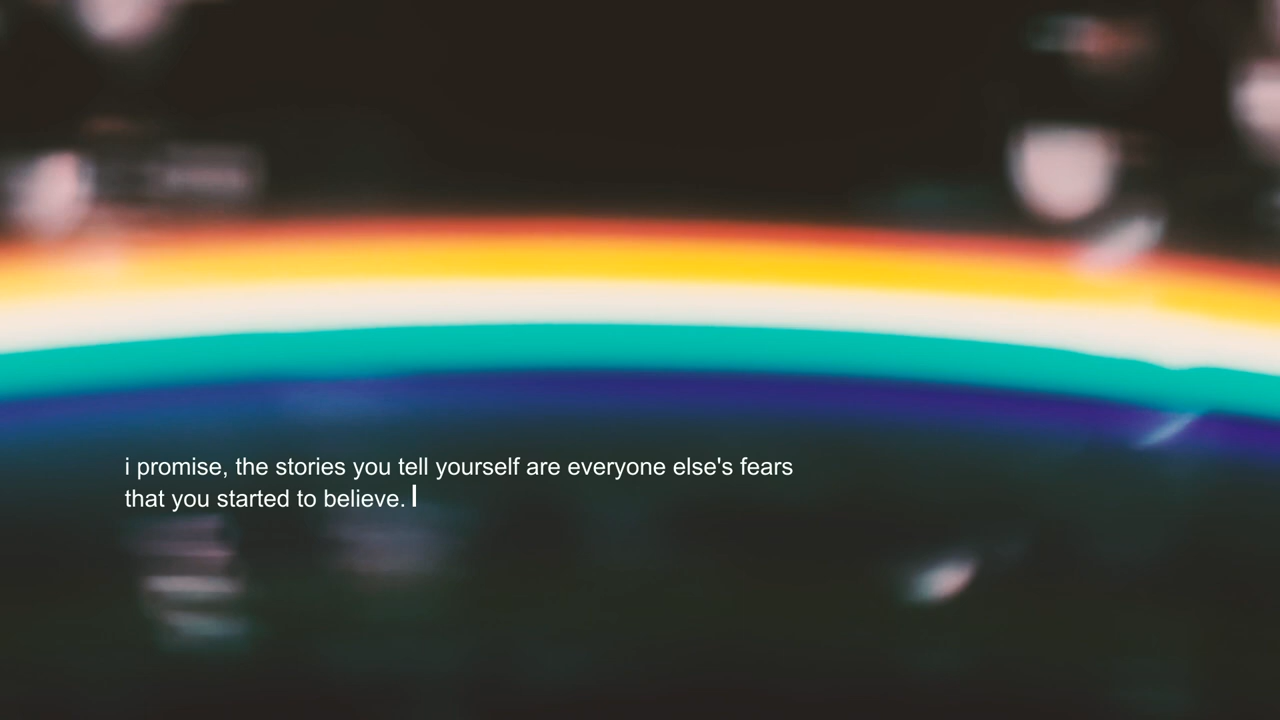 i promise, the stories you tell yourself are everyone else's fears
that you started to believe.